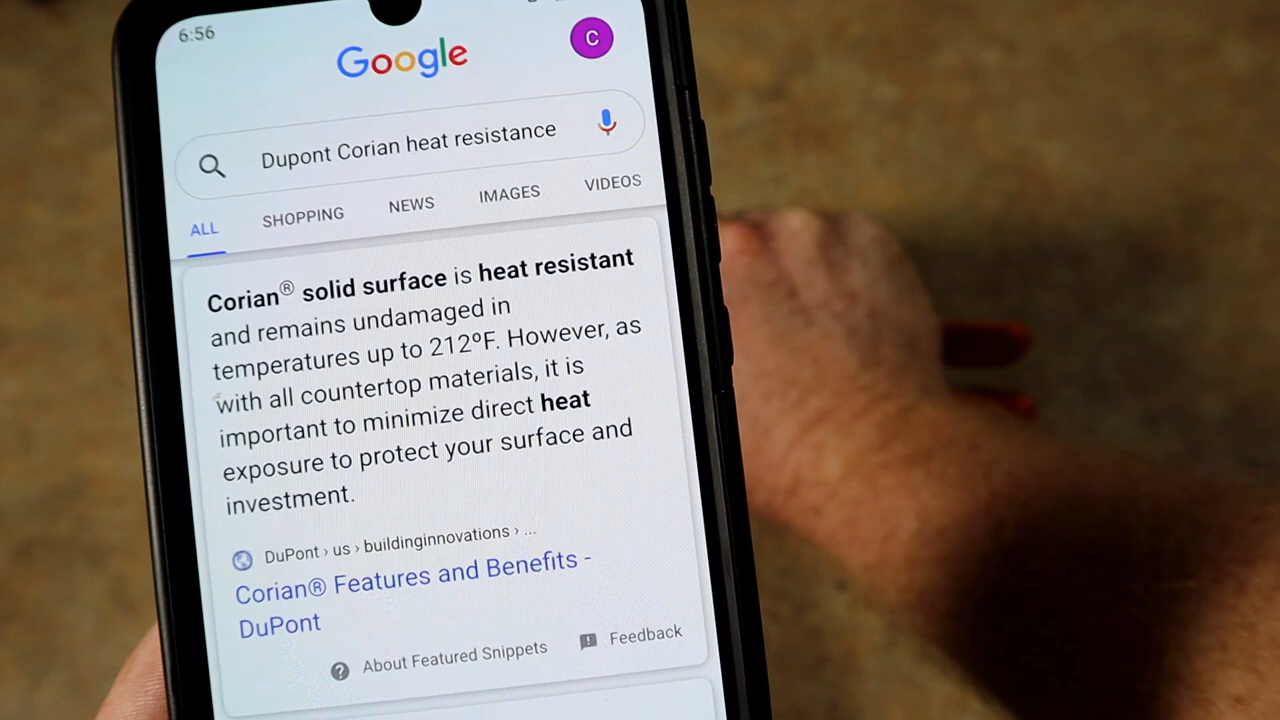 6:56
Google
C
Dupont Corian heat resistance
ALL SHOPPING NEWS IMAGES VIDEOS
Corian® solid surface is heat resistant
and remains undamaged in
temperatures up to 212ºF. However, as
with all countertop materials, it is
important to minimize direct heat
exposure to protect your surface and
investment.
DuPont › us › buildinginnovations › ...
Corian® Features and Benefits -
DuPont
? About Featured Snippets ! Feedback